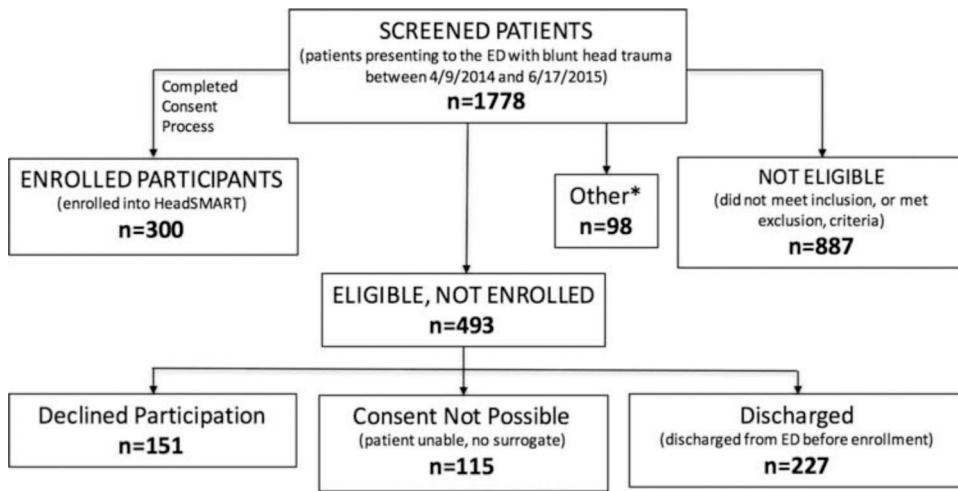 SCREENED PATIENTS
(patients presenting to the ED with blunt head trauma
between 4/9/2014 and 6/17/2015)
n=1778
Completed
Consent
Process
ENROLLED PARTICIPANTS
(enrolled into HeadSMART)
n=300
Other*
n=98
NOT ELIGIBLE
(did not meet inclusion, or met
exclusion, criteria)
n=887
ELIGIBLE, NOT ENROLLED
n=493
Declined Participation
n=151
Consent Not Possible
(patient unable, no surrogate)
n=115
Discharged
(discharged from ED before enrollment)
n=227